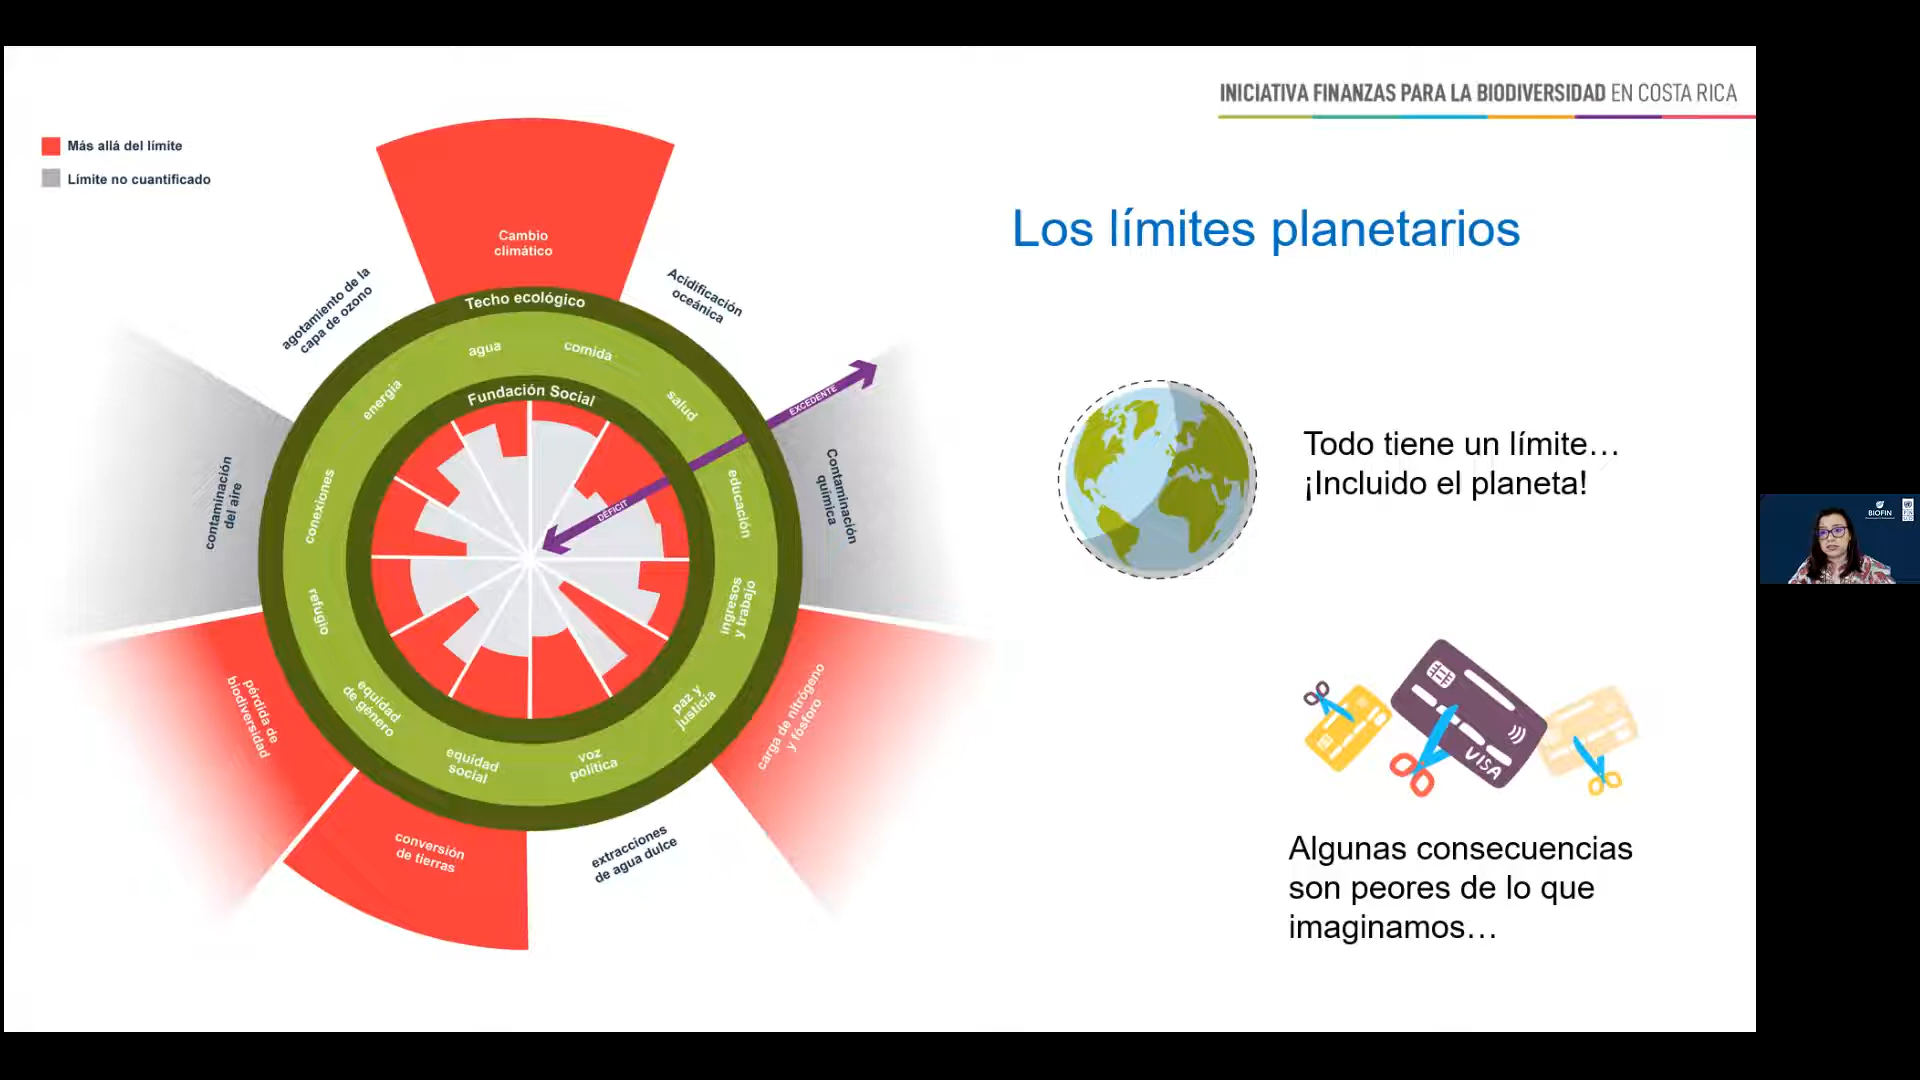 INICIATIVA FINANZAS PARA LA BIODIVERSIDAD EN COSTA RICA
Más allá del límite
Límite no cuantificado
Los límites planetarios
Cambio
climático
agotamiento de la
capa de ozono
Acidificación
oceánica
Techo ecológico
agua
comida
energía
salud
Fundación Social
EXCEDENTE
DÉFICIT
contaminación
del aire
conexiones
educación
Contaminación
química
refugio
ingresos
y trabajo
pérdida de
biodiversidad
equidad
de género
paz y
justicia
carga de nitrógeno
y fósforo
equidad
social
voz
política
conversión
de tierras
extracciones
de agua dulce
Todo tiene un límite…
¡Incluido el planeta!
VISA
Algunas consecuencias
son peores de lo que
imaginamos…
BIOFIN